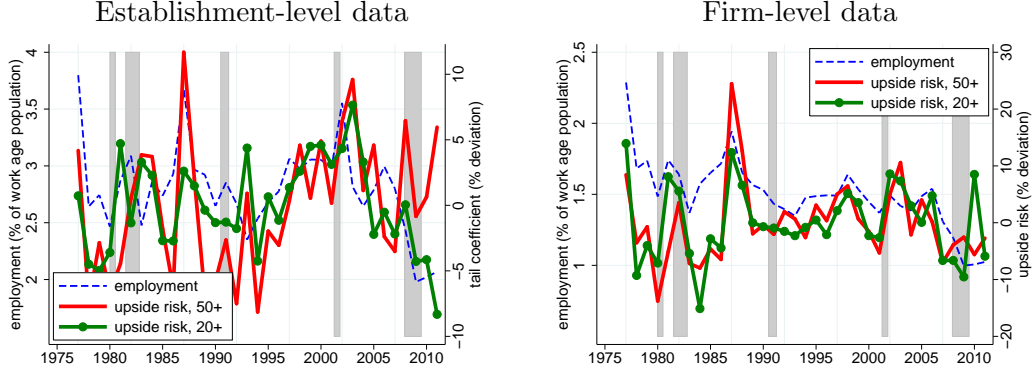 Establishment-level data
employment (% of work age population)
4
3.5
3
2.5
2
10
5
0
−5
−10
tail coefficient (% deviation)
employment
upside risk, 50+
upside risk, 20+
1975 1980 1985 1990 1995 2000 2005 2010
Firm-level data
employment (% of work age population)
2.5
2
1.5
1
30
20
10
0
−10
−20
upside risk (% deviation)
employment
upside risk, 50+
upside risk, 20+
1975 1980 1985 1990 1995 2000 2005 2010